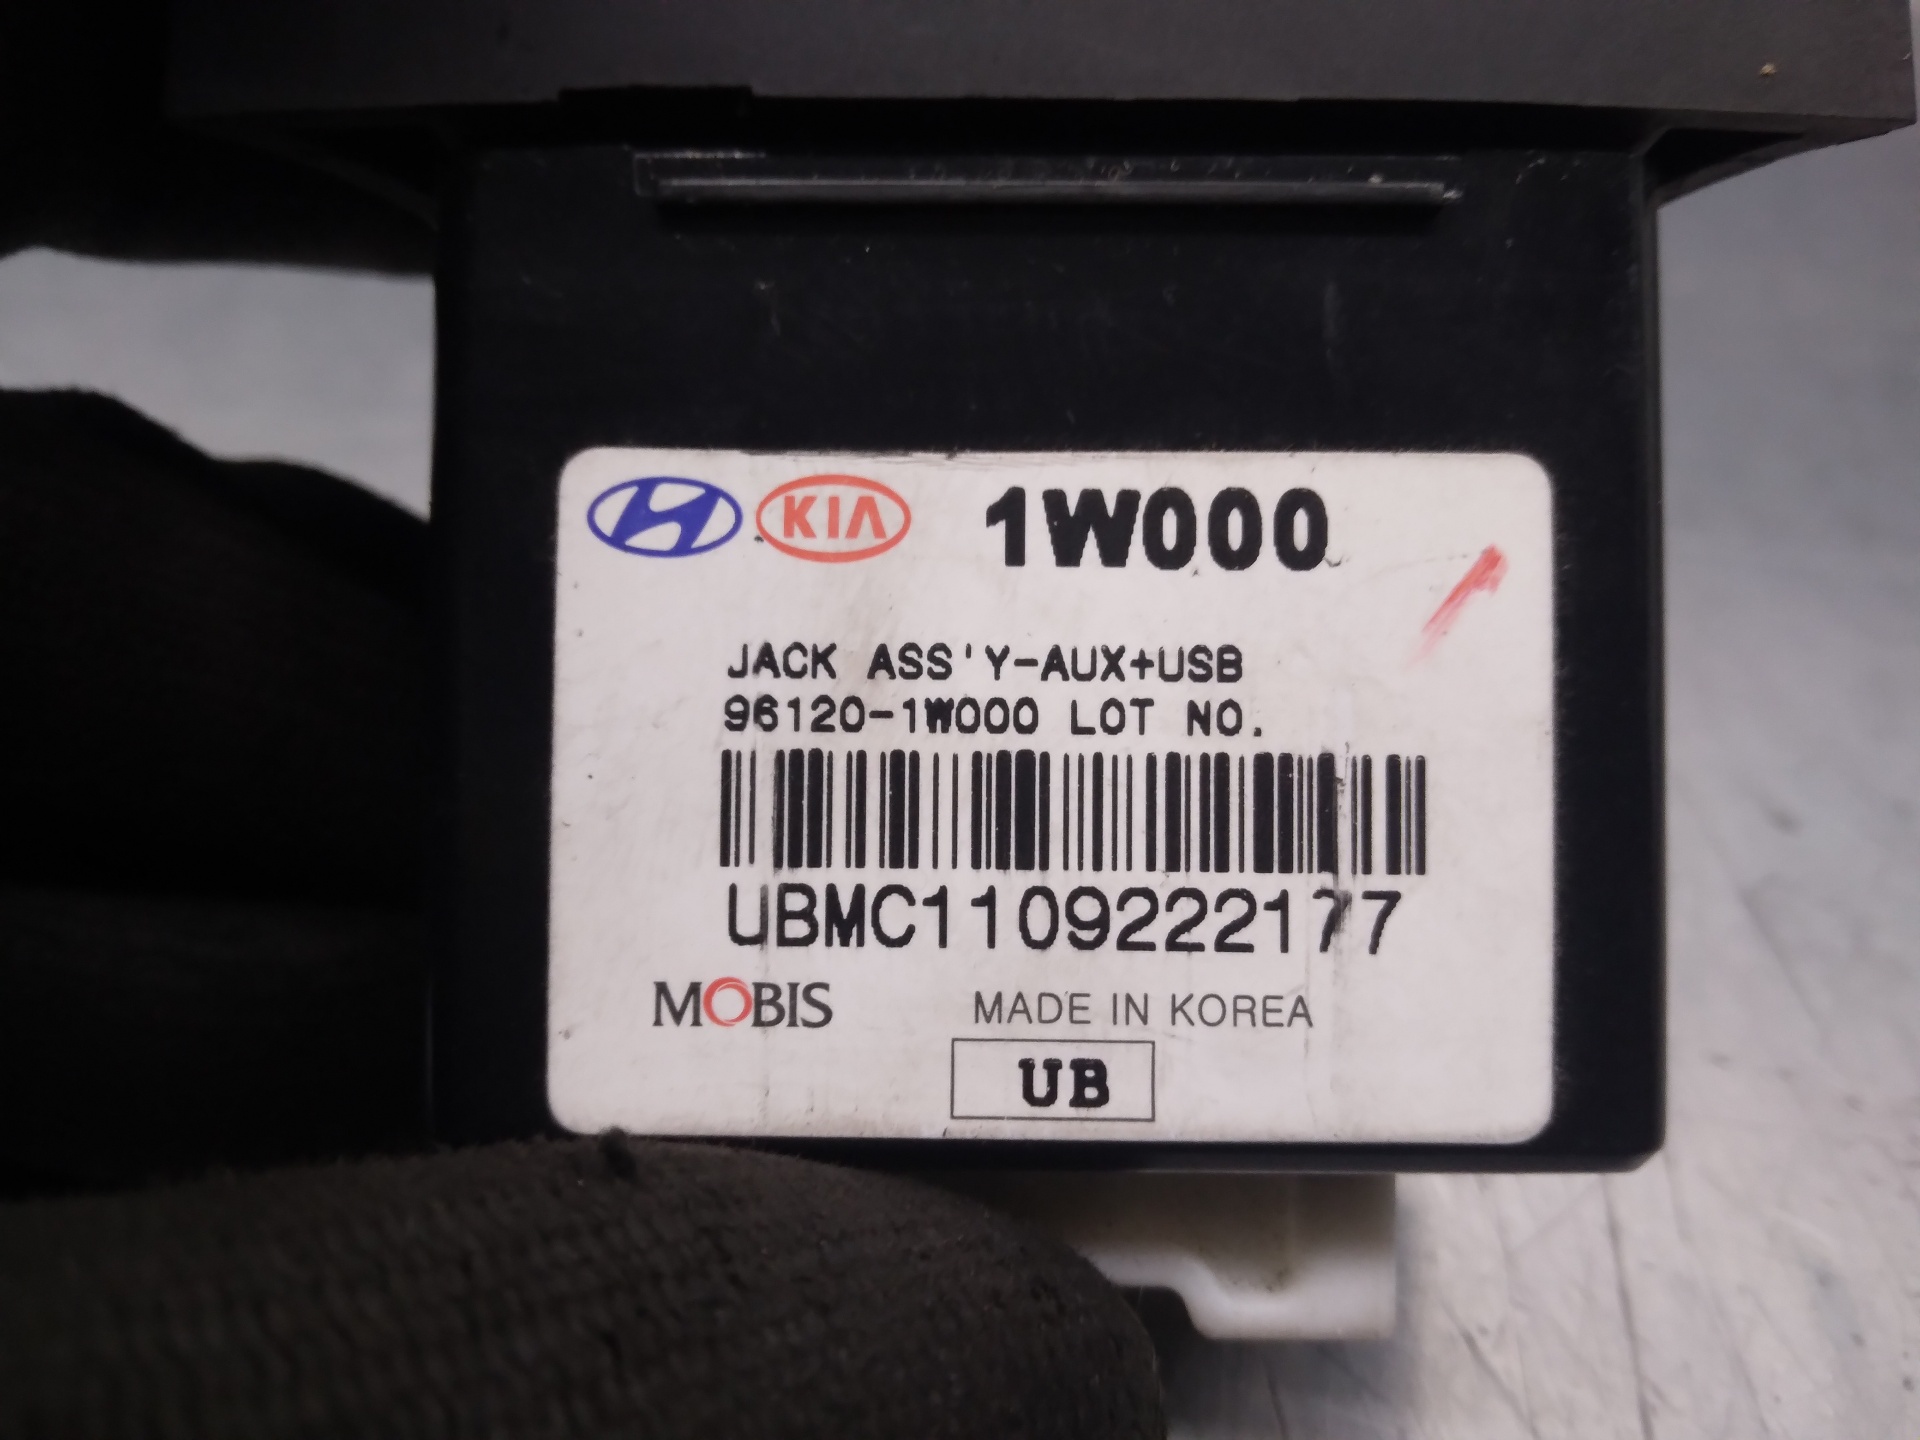 KIA 1W000
JACK ASS'Y-AUX+USB
96120-1W000 LOT NO.
UBMC1109222177
MOBIS MADE IN KOREA
UB